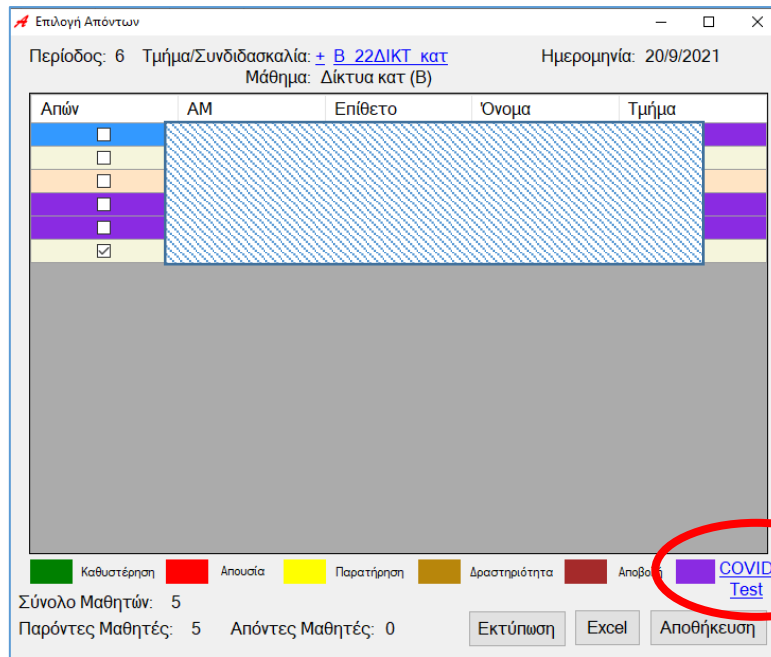 Επιλογή Απόντων
Περίοδος: 6 Τμήμα/Συνδιδασκαλία: + Β_22ΔΙΚΤ_κατ Ημερομηνία: 20/9/2021
Μάθημα: Δίκτυα κατ (Β)
Απών ΑΜ Επίθετο Όνομα Τμήμα
Καθυστέρηση Απουσία Παρατήρηση Δραστηριότητα Αποβολή COVID
Test
Σύνολο Μαθητών: 5
Παρόντες Μαθητές: 5 Απόντες Μαθητές: 0 Εκτύπωση Excel Αποθήκευση